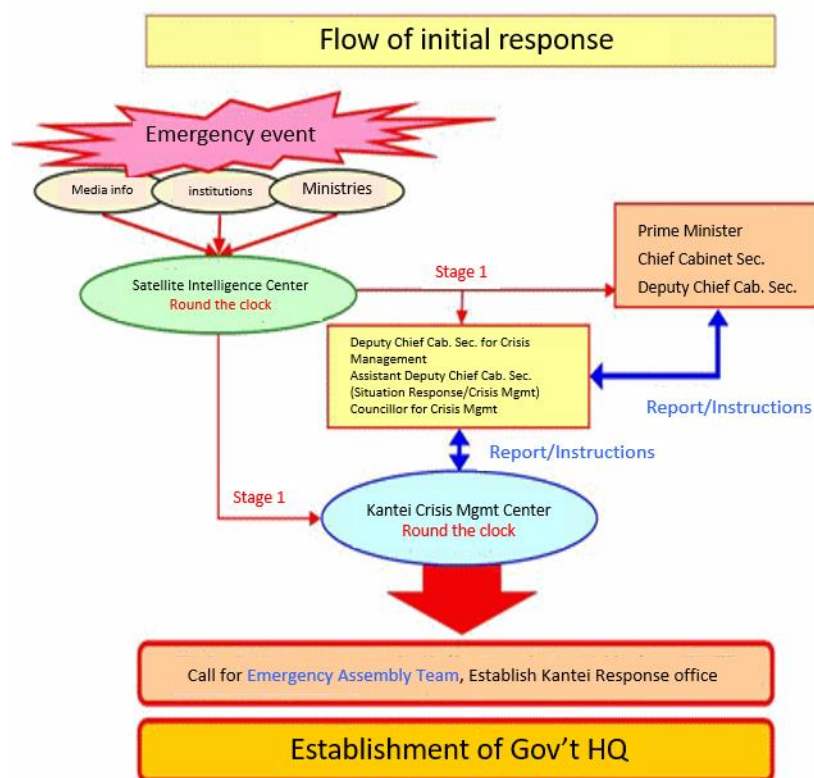 Flow of initial response
Emergency event
Media info
institutions
Ministries
Satellite Intelligence Center
Round the clock
Stage 1
Prime Minister
Chief Cabinet Sec.
Deputy Chief Cab. Sec.
Deputy Chief Cab. Sec. for Crisis
Management
Assistant Deputy Chief Cab. Sec.
(Situation Response/Crisis Mgmt)
Councillor for Crisis Mgmt
Report/Instructions
Report/Instructions
Stage 1
Kantei Crisis Mgmt Center
Round the clock
Call for Emergency Assembly Team, Establish Kantei Response office
Establishment of Gov’t HQ